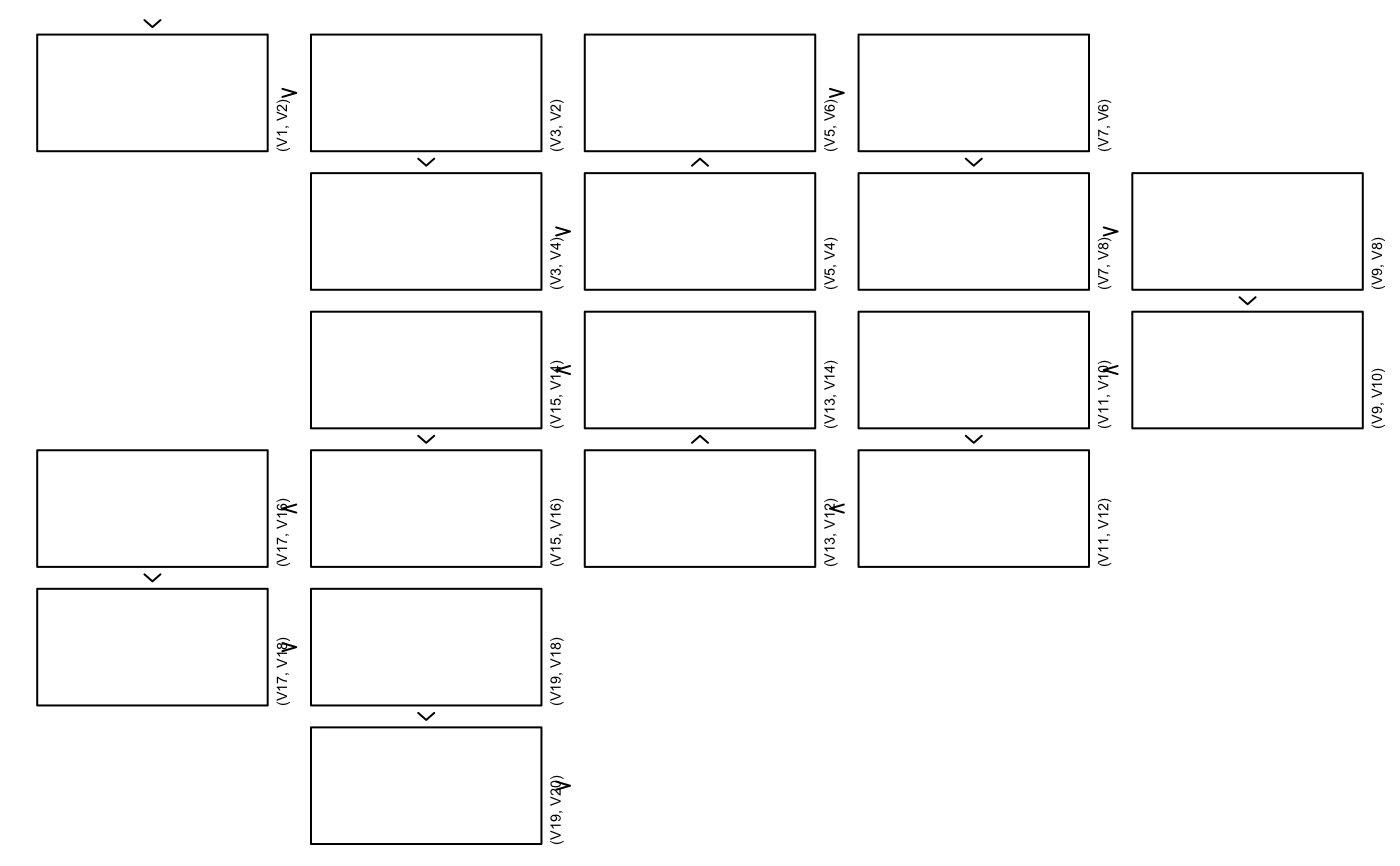 (V1, V2)
(V3, V2)
(V5, V6)
(V7, V6)
(V3, V4)
(V5, V4)
(V7, V8)
(V9, V8)
(V15, V14)
(V13, V14)
(V11, V10)
(V9, V10)
(V17, V16)
(V15, V16)
(V13, V12)
(V11, V12)
(V17, V18)
(V19, V18)
(V19, V20)